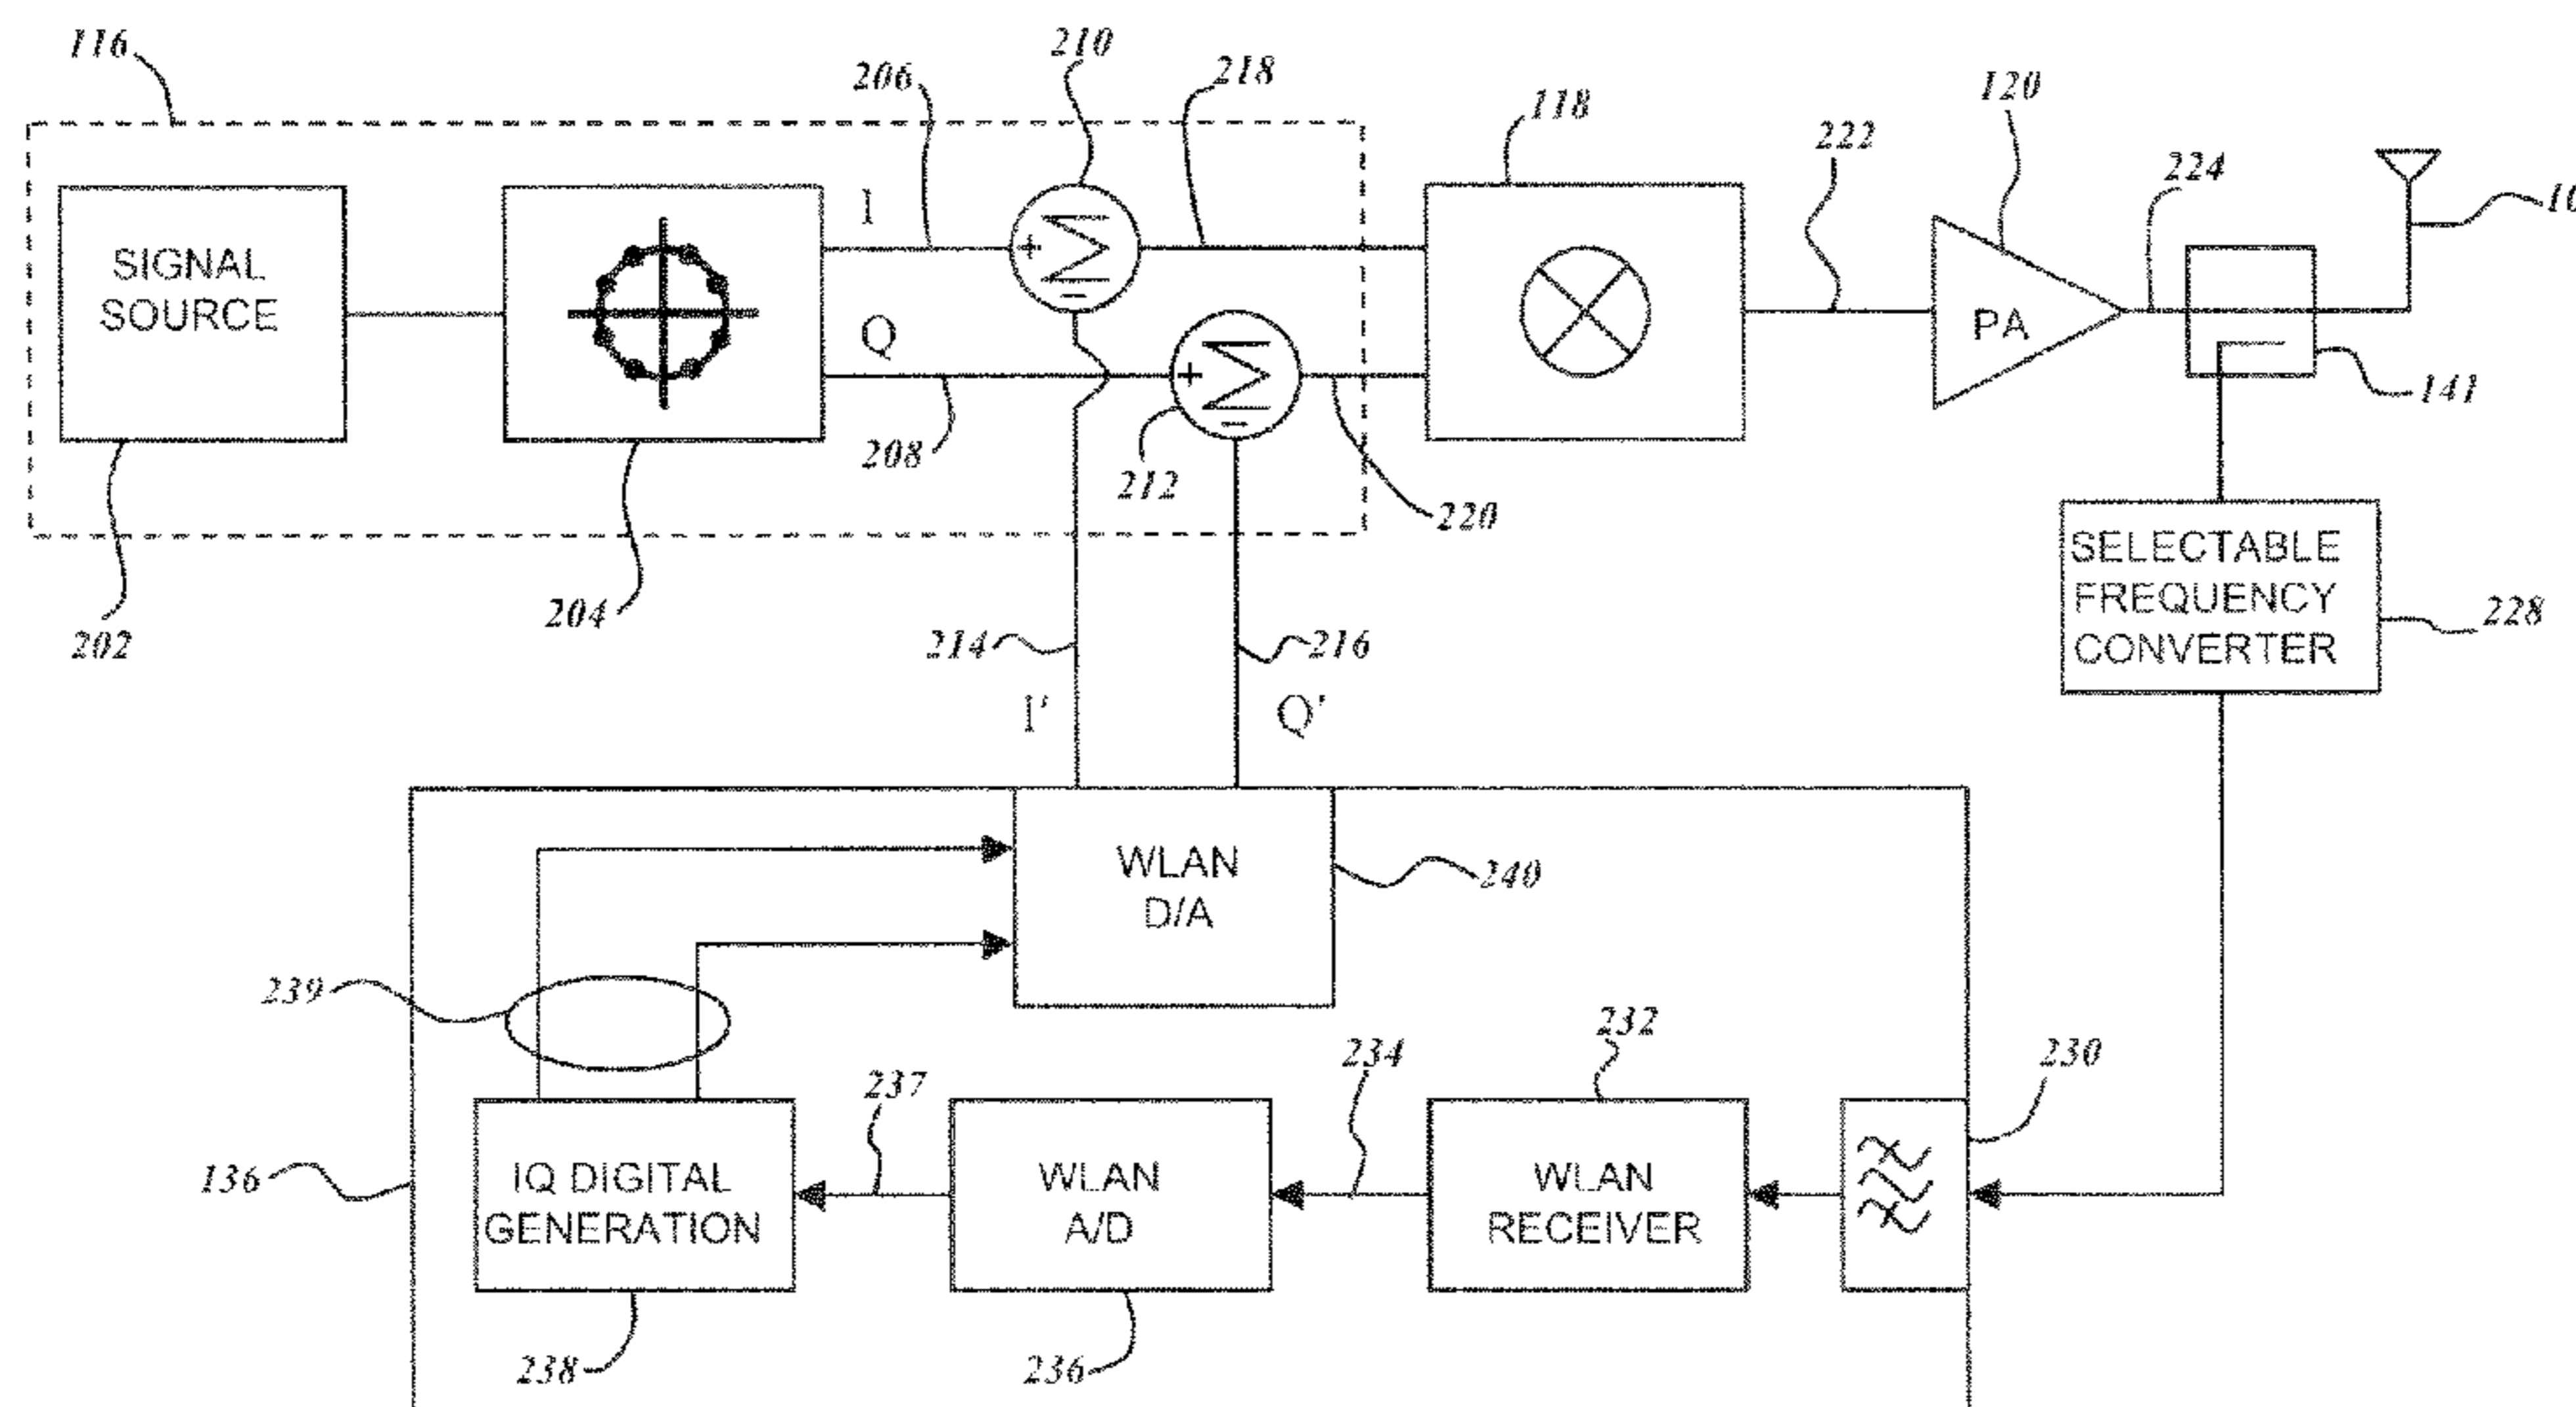 116
206
210
218
118
120
222
224
SIGNAL
SOURCE
I
Q
+
-
+
-
PA
141
202
204
208
212
220
214
216
I'
Q'
SELECTABLE
FREQUENCY
CONVERTER
228
WLAN
D/A
240
239
237
234
232
230
136
IQ DIGITAL
GENERATION
WLAN
A/D
WLAN
RECEIVER
238
236